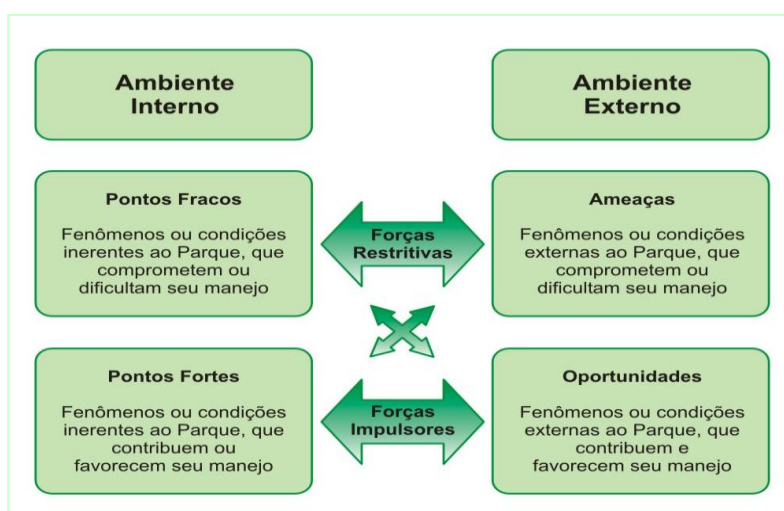 Ambiente
Interno
Ambiente
Externo
Pontos Fracos
Fenômenos ou condições
inerentes ao Parque, que
comprometem ou
dificultam seu manejo
Forças
Restritivas
Ameaças
Fenômenos ou condições
externas ao Parque, que
comprometem ou
dificultam seu manejo
Pontos Fortes
Fenômenos ou condições
inerentes ao Parque, que
contribuem ou
favorecem seu manejo
Forças
Impulsores
Oportunidades
Fenômenos ou condições
externas ao Parque, que
contribuem e
favorecem seu manejo